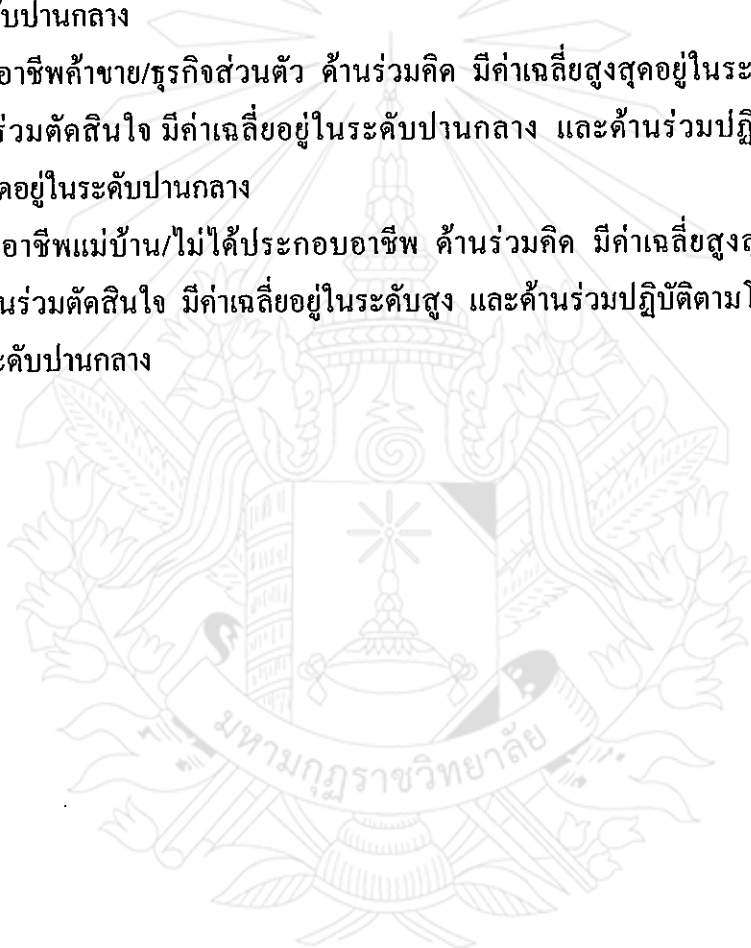 ับปานกลาง
อาชีพค้าขาย/ธุรกิจส่วนตัว ด้านร่วมคิด มีค่าเฉลี่ยสูงสุดอยู่ในระ
ร่วมตัดสินใจ มีค่าเฉลี่ยอยู่ในระดับปานกลาง และด้านร่วมปฏิ
ดอยู่ในระดับปานกลาง
อาชีพแม่บ้าน/ไม่ได้ประกอบอาชีพ ด้านร่วมคิด มีค่าเฉลี่ยสูงสุ
นร่วมตัดสินใจ มีค่าเฉลี่ยอยู่ในระดับสูง และด้านร่วมปฏิบัติตามโ
ะดับปานกลาง
มหามกุฏราชวิทยาลัย